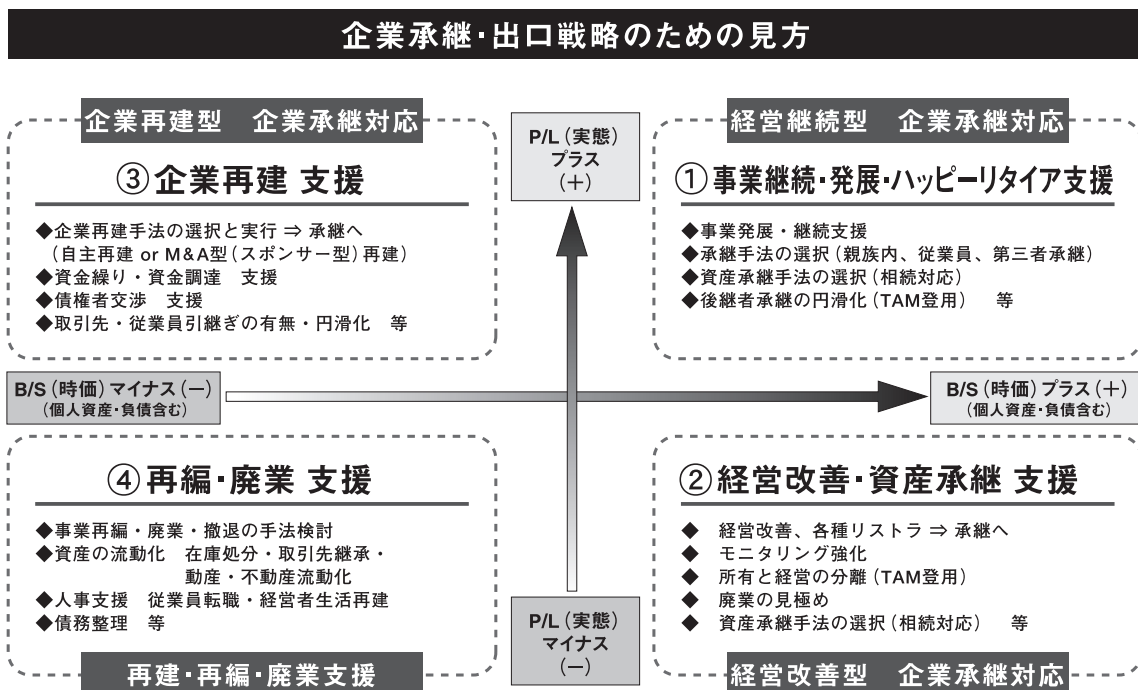 企業承継・出口戦略のための見方
企業再建型　企業承継対応
③企業再建 支援
◆企業再建手法の選択と実行 ⇒ 承継へ
（自主再建 or M&A型（スポンサー型）再建）
◆資金繰り・資金調達　支援
◆債権者交渉　支援
◆取引先・従業員引継ぎの有無・円滑化　等
P/L（実態）
プラス
（+）
経営継続型　企業承継対応
①事業継続・発展・ハッピーリタイア支援
◆事業発展・継続支援
◆承継手法の選択（親族内、従業員、第三者承継）
◆資産承継手法の選択（相続対応）
◆後継者承継の円滑化（TAM登用）　等
B/S（時価）マイナス（−）
（個人資産・負債含む）
B/S（時価）プラス（+）
（個人資産・負債含む）
④再編・廃業 支援
◆事業再編・廃業・撤退の手法検討
◆資産の流動化　在庫処分・取引先継承・
動産・不動産流動化
◆人事支援　従業員転職・経営者生活再建
◆債務整理　等
再建・再編・廃業支援
P/L（実態）
マイナス
（−）
②経営改善・資産承継 支援
◆　経営改善、各種リストラ ⇒ 承継へ
◆　モニタリング強化
◆　所有と経営の分離（TAM登用）
◆　廃業の見極め
◆　資産承継手法の選択（相続対応）　等
経営改善型　企業承継対応